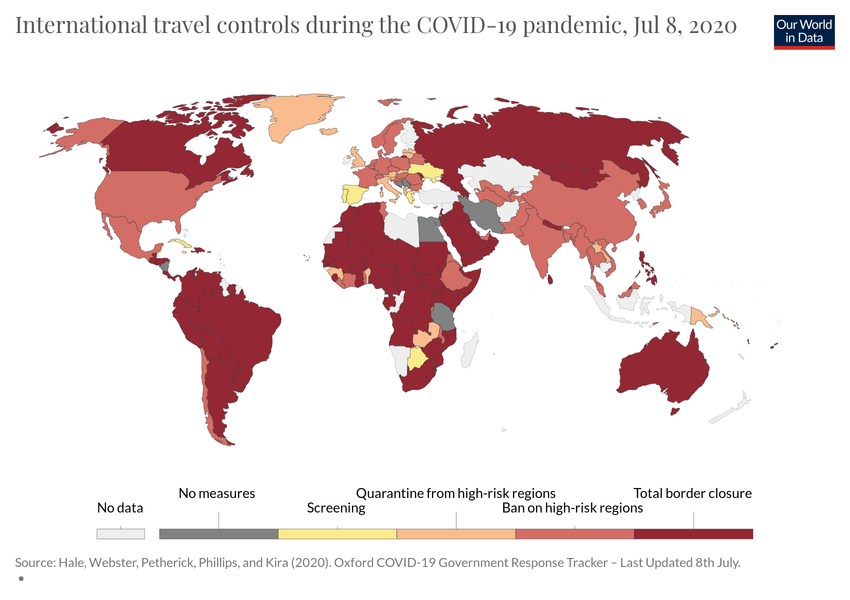 International travel controls during the COVID-19 pandemic, Jul 8, 2020
Our World
in Data
No data
No measures
Screening
Quarantine from high-risk regions
Ban on high-risk regions
Total border closure
Source: Hale, Webster, Petherick, Phillips, and Kira (2020). Oxford COVID-19 Government Response Tracker – Last Updated 8th July.